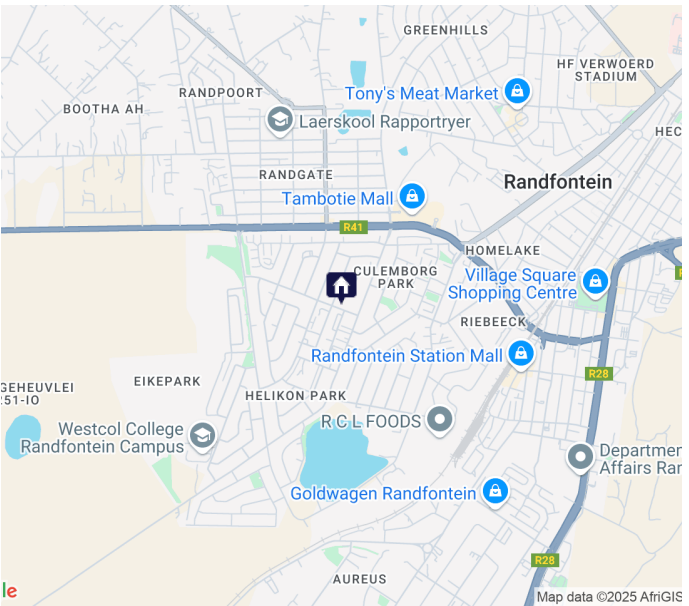 GREENHILLS
HF VERWOERD
STADIUM
Tony's Meat Market
RANDPOORT
BOOTHA AH
Laerskool Rapportryer
HEC
RANDGATE
Randfontein
Tambotie Mall
R41
HOMELAKE
CULEMBORG
PARK
Village Square
Shopping Centre
RIEBEECK
Randfontein Station Mall
R28
EIKEPARK
GEHEUVLEI
251-IO
HELIKON PARK
R C L FOODS
Westcol College
Randfontein Campus
Departmen
Affairs Ran
Goldwagen Randfontein
R28
AUREUS
le
Map data ©2025 AfriGIS